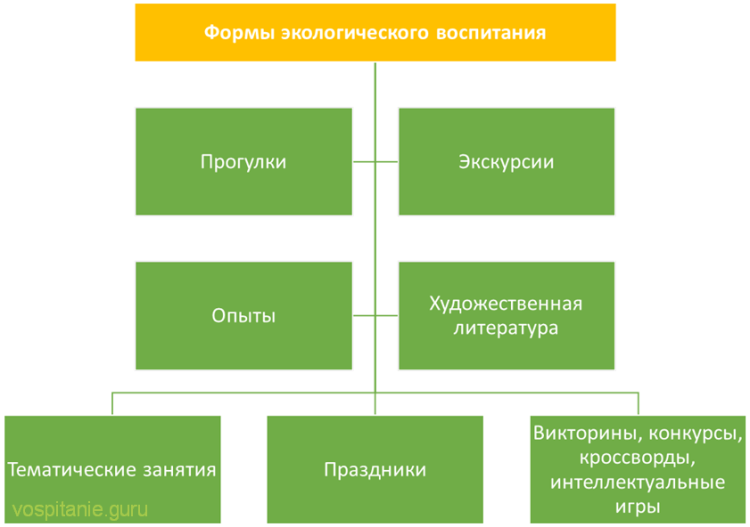 Формы экологического воспитания
Прогулки
Экскурсии
Опыты
Художественная
литература
Тематические занятия
Праздники
Викторины, конкурсы,
кроссворды,
интеллектуальные
игры
vospitanie.guru